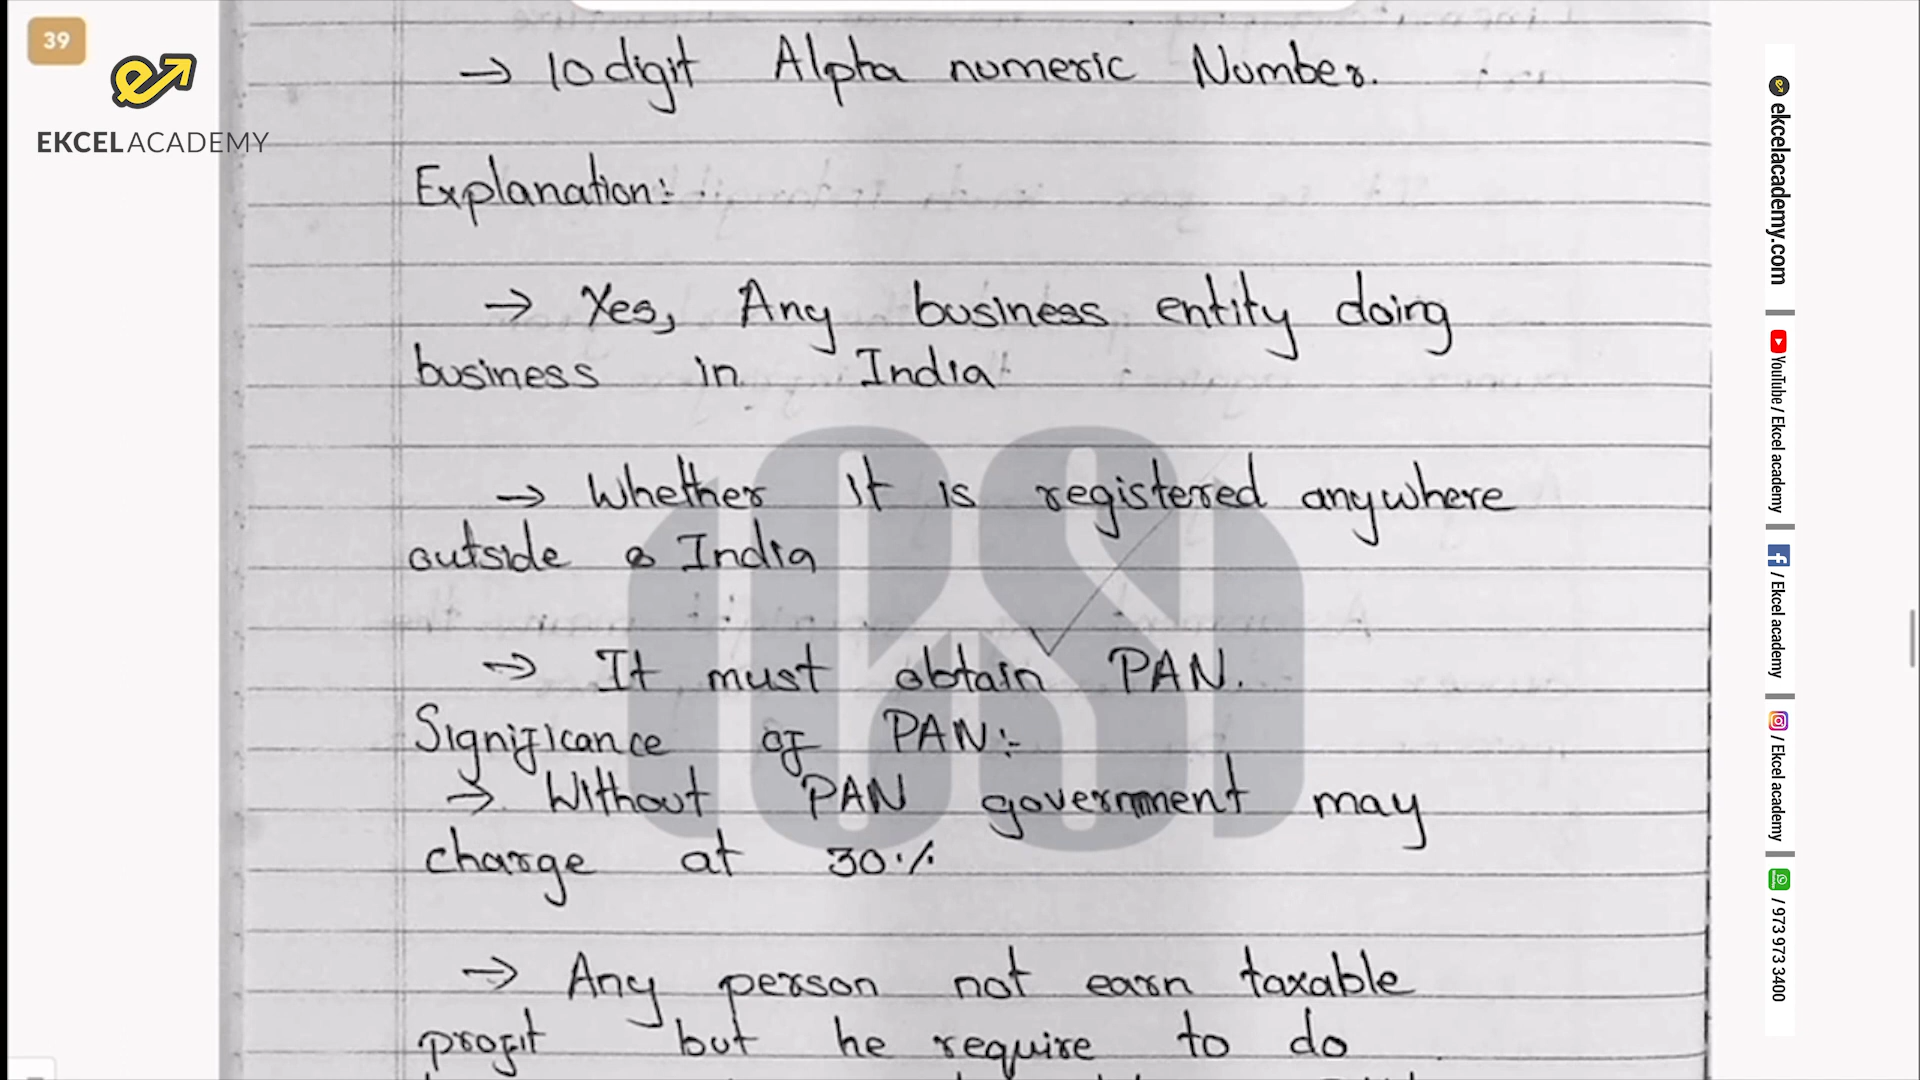 39
EKCELACADEMY
→ 10 digit Alpha numeric Number.
Explanation:-
→ Yes, Any business entity doing
business in India
→ Whether it is registered anywhere
outside India
→ It must obtain PAN.
Significance of PAN:-
→ Without PAN government may
charge at 30%
→ Any person not earn taxable
profit but he require to do
ekcelacademy.com
YouTube / Ekcel academy
/ Ekcel academy
/ Ekcel academy
/ 973 973 3400